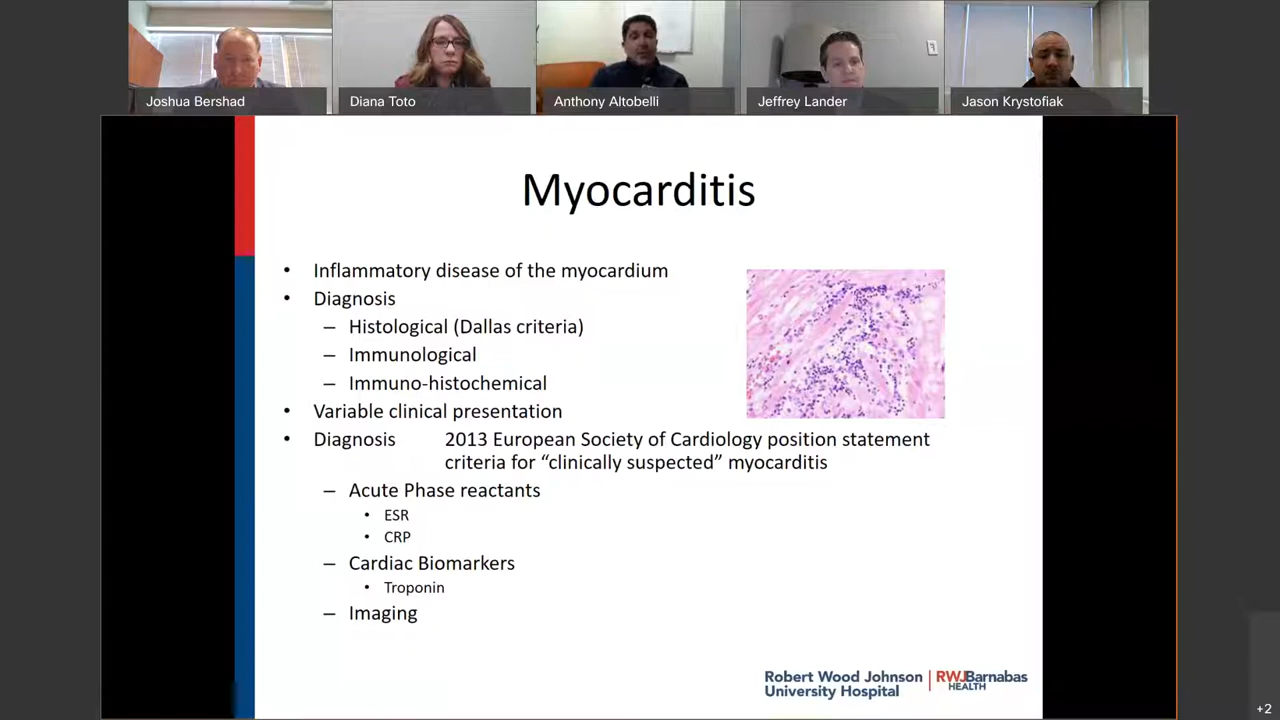 Joshua Bershad
Diana Toto
Anthony Altobelli
Jeffrey Lander
Jason Krystofiak
Myocarditis
• Inflammatory disease of the myocardium
• Diagnosis
– Histological (Dallas criteria)
– Immunological
– Immuno-histochemical
• Variable clinical presentation
• Diagnosis 2013 European Society of Cardiology position statement
criteria for “clinically suspected” myocarditis
– Acute Phase reactants
• ESR
• CRP
– Cardiac Biomarkers
• Troponin
– Imaging
Robert Wood Johnson
University Hospital
RWJBarnabas
HEALTH
+2